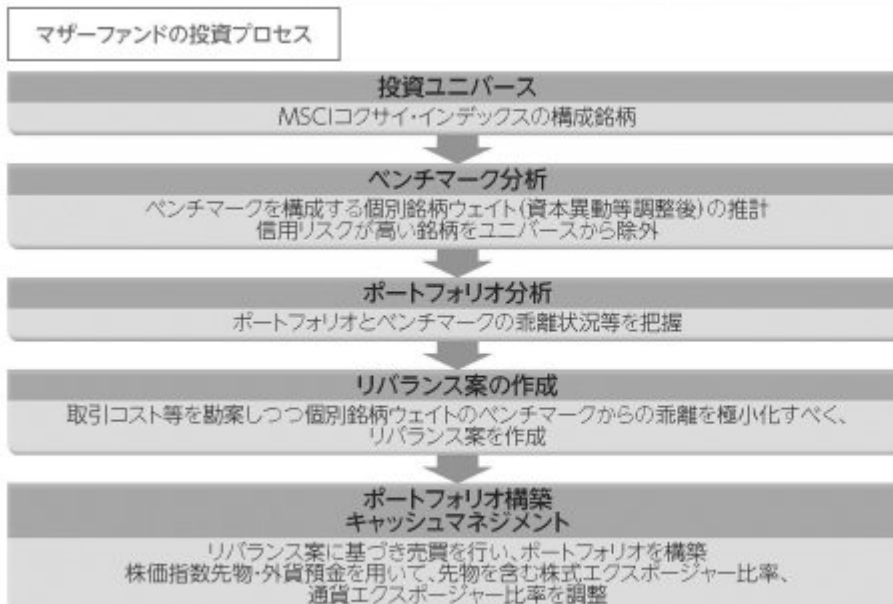 マザーファンドの投資プロセス
投資ユニバース
MSCIコクサイ・インデックスの構成銘柄
ベンチマーク分析
ベンチマークを構成する個別銘柄ウェイト(資本異動等調整後)の推計
信用リスクが高い銘柄をユニバースから除外
ポートフォリオ分析
ポートフォリオとベンチマークの乖離状況等を把握
リバランス案の作成
取引コスト等を勘案しつつ個別銘柄ウェイトのベンチマークからの乖離を極小化すべく、
リバランス案を作成
ポートフォリオ構築
キャッシュマネジメント
リバランス案に基づき売買を行い、ポートフォリオを構築
株価指数先物・外貨預金を用いて、先物を含む株式エクスポージャー比率、
通貨エクスポージャー比率を調整